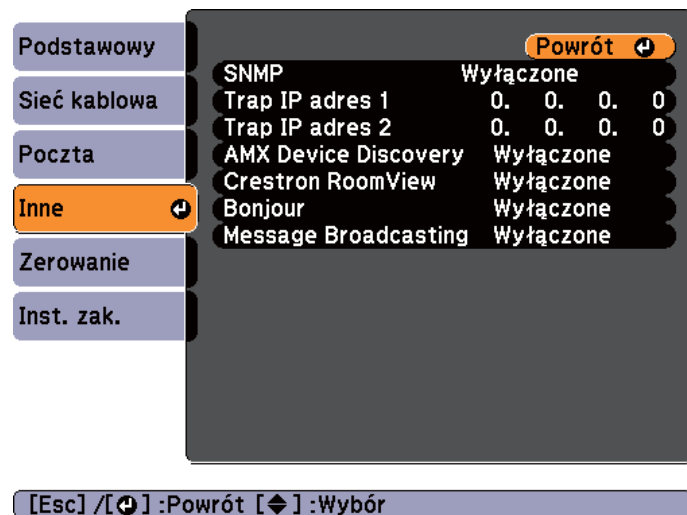 Podstawowy
Sieć kablowa
Poczta
Inne
Zerowanie
Inst. zak.
Powrót
SNMP Wyłączone
Trap IP adres 1 0. 0. 0. 0
Trap IP adres 2 0. 0. 0. 0
AMX Device Discovery Wyłączone
Crestron RoomView Wyłączone
Bonjour Wyłączone
Message Broadcasting Wyłączone
[Esc] /[⏎] :Powrót [◆] :Wybór